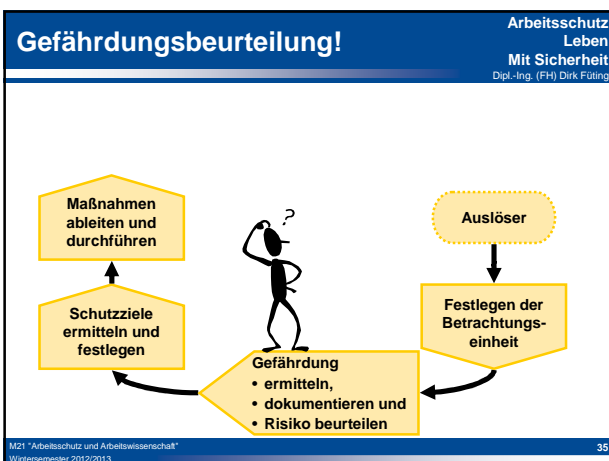 Gefährdungsbeurteilung!
Arbeitsschutz
Leben
Mit Sicherheit
Dipl.-Ing. (FH) Dirk Füting
Auslöser
Festlegen der
Betrachtungs-
einheit
Gefährdung
• ermitteln,
• dokumentieren und
• Risiko beurteilen
Schutzziele
ermitteln und
festlegen
Maßnahmen
ableiten und
durchführen
?
M21 "Arbeitsschutz und Arbeitswissenschaft"
Wintersemester 2012/2013
35